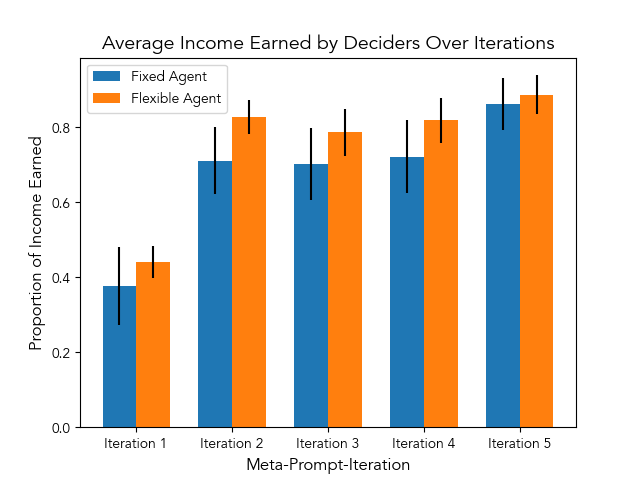 Average Income Earned by Deciders Over Iterations
Fixed Agent
Flexible Agent
Proportion of Income Earned
0.8
0.6
0.4
0.2
0.0
Iteration 1
Iteration 2
Iteration 3
Iteration 4
Iteration 5
Meta-Prompt-Iteration